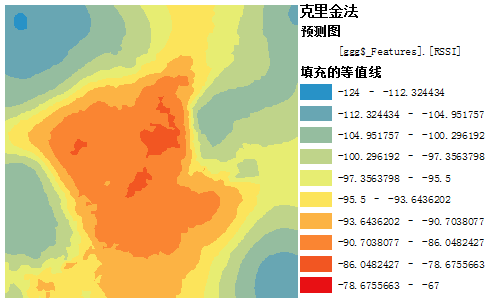 克里金法
预测图
[ggg$_Features].[RSSI]
填充的等值线
-124 - -112.324434
-112.324434 - -104.951757
-104.951757 - -100.296192
-100.296192 - -97.3563798
-97.3563798 - -95.5
-95.5 - -93.6436202
-93.6436202 - -90.7038077
-90.7038077 - -86.0482427
-86.0482427 - -78.6755663
-78.6755663 - -67